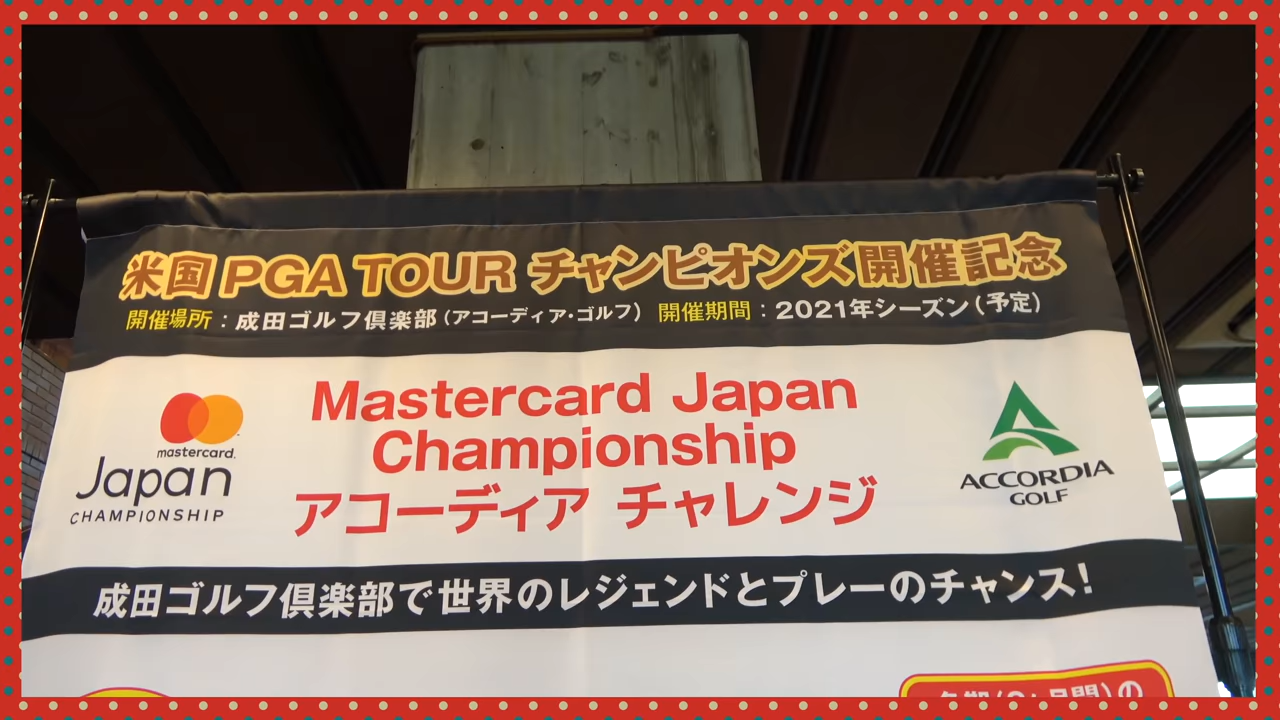 米国 PGA TOUR チャンピオンズ開催記念
開催場所：成田ゴルフ倶楽部（アコーディア・ゴルフ） 開催期間：2021年シーズン（予定）
mastercard.
Japan
CHAMPIONSHIP
Mastercard Japan
Championship
アコーディア チャレンジ
ACCORDIA
GOLF
成田ゴルフ倶楽部で世界のレジェンドとプレーのチャンス！